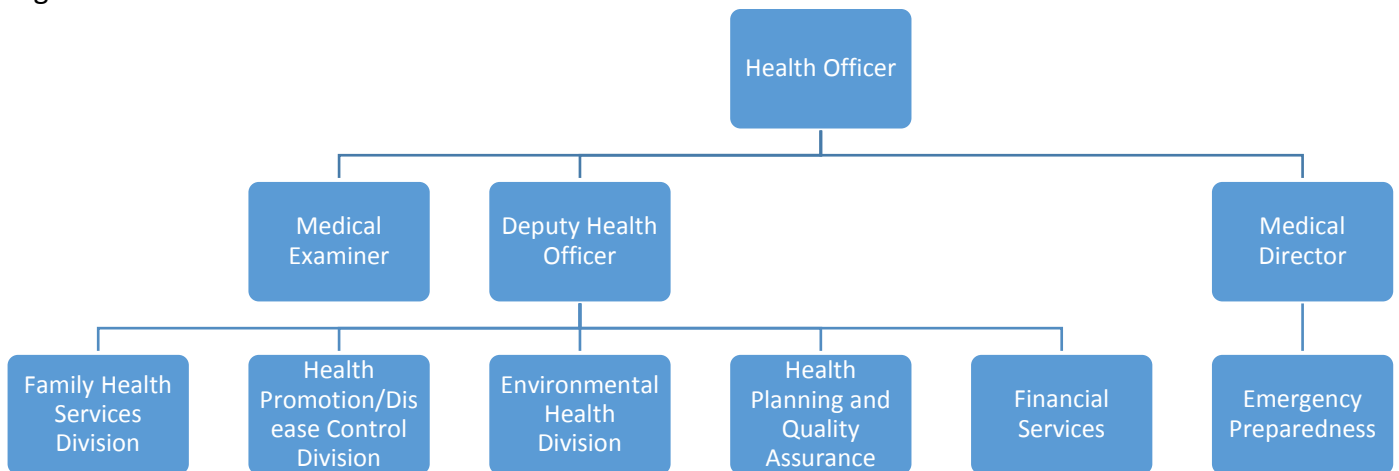 Health Officer
Medical
Examiner
Deputy Health
Officer
Medical
Director
Family Health
Services
Division
Health
Promotion/Dis
ease Control
Division
Environmental
Health
Division
Health
Planning and
Quality
Assurance
Financial
Services
Emergency
Preparedness